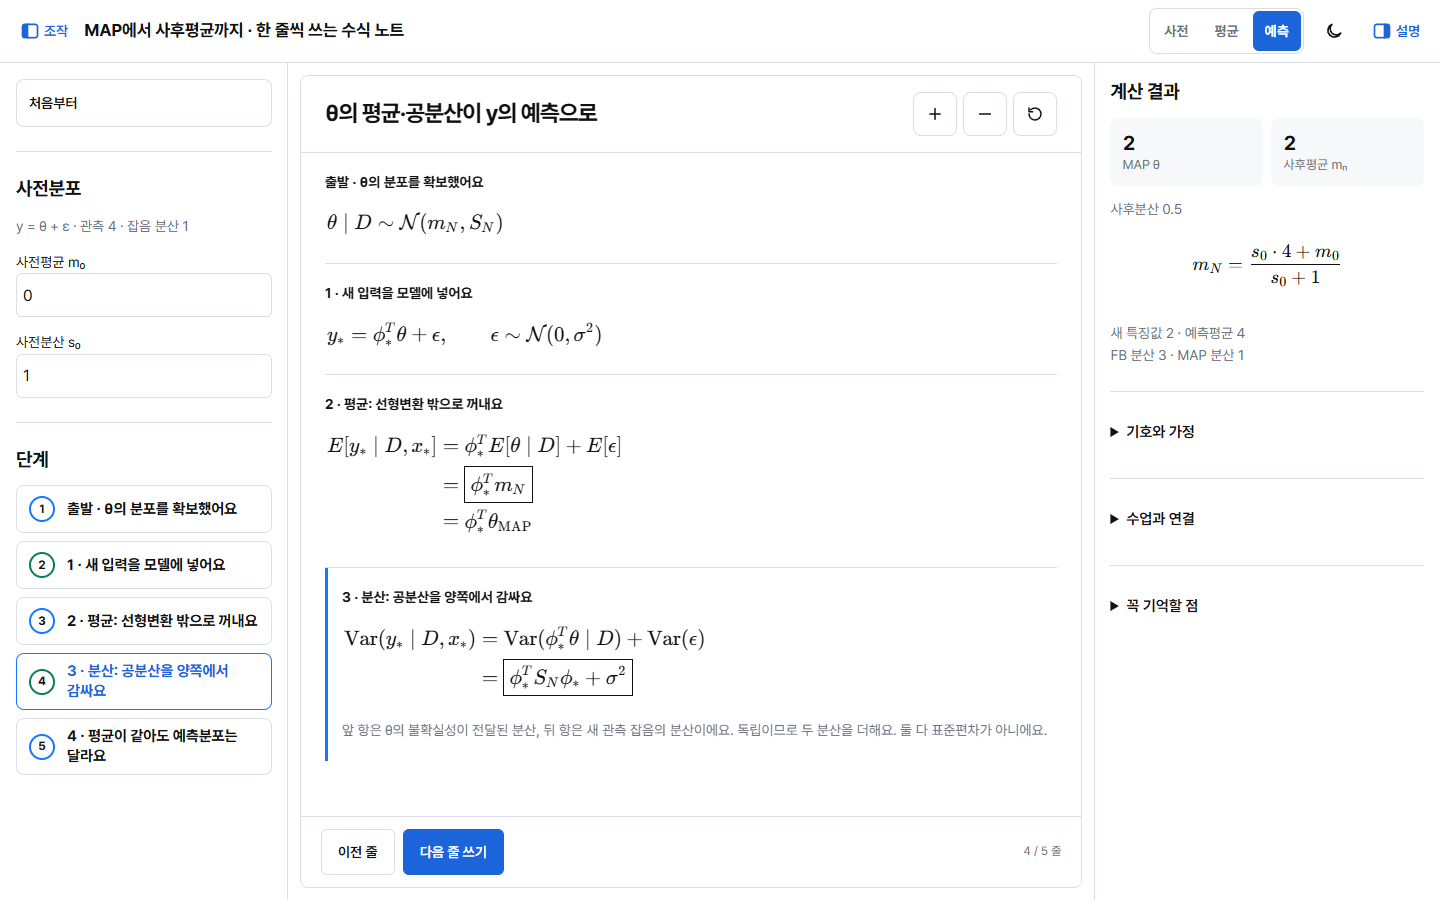 조작
MAP에서 사후평균까지 · 한 줄씩 쓰는 수식 노트
사전 평균 예측
설명
처음부터
사전분포
y = θ + ε · 관측 4 · 잡음 분산 1
사전평균 m₀
0
사전분산 s₀
1
단계
1 출발 · θ의 분포를 확보했어요
2 1 · 새 입력을 모델에 넣어요
3 2 · 평균: 선형변환 밖으로 꺼내요
4 3 · 분산: 공분산을 양쪽에서
감싸요
5 4 · 평균이 같아도 예측분포는
달라요
θ의 평균·공분산이 y의 예측으로
+ −
출발 · θ의 분포를 확보했어요
θ | D ∼ 𝒩(m_N, S_N)
1 · 새 입력을 모델에 넣어요
y_* = ϕ_*^T θ + ϵ, ϵ ∼ 𝒩(0, σ²)
2 · 평균: 선형변환 밖으로 꺼내요
E[y_* | D, x_*] = ϕ_*^T E[θ | D] + E[ϵ]
= ϕ_*^T m_N
= ϕ_*^T θ_MAP
3 · 분산: 공분산을 양쪽에서 감싸요
Var(y_* | D, x_*) = Var(ϕ_*^T θ | D) + Var(ϵ)
= ϕ_*^T S_N ϕ_* + σ²
앞 항은 θ의 불확실성이 전달된 분산, 뒤 항은 새 관측 잡음의 분산이에요. 독립이므로 두 분산을 더해요. 둘 다 표준편차가 아니에요.
이전 줄
다음 줄 쓰기
4 / 5 줄
계산 결과
2
MAP θ
2
사후평균 mₙ
사후분산 0.5
m_N = (s₀ · 4 + m₀) / (s₀ + 1)
새 특징값 2 · 예측평균 4
FB 분산 3 · MAP 분산 1
▶ 기호와 가정
▶ 수업과 연결
▶ 꼭 기억할 점